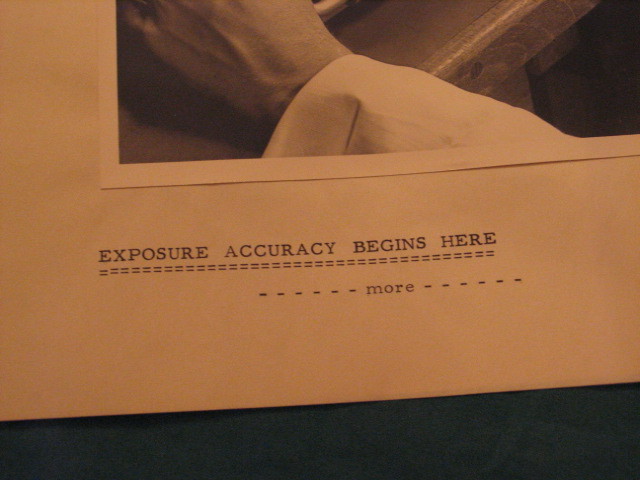 EXPOSURE ACCURACY BEGINS HERE
=================================
- - - - - - more - - - - - -